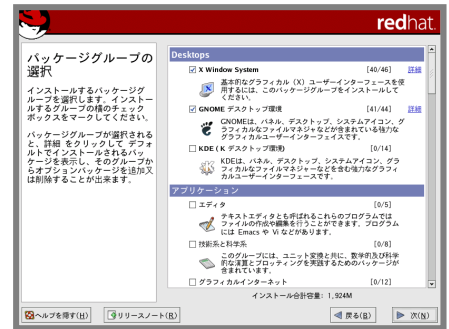 redhat.
パッケージグループの
選択
インストールするパッケージグ
ループを選択します。インストー
ルするグループの横のチェック
ボックスをマークしてください。
パッケージグループが選択される
と、詳細 をクリックして デフォ
ルトでインストールされるパッ
ケージを表示し、そのグループか
らオプションパッケージを追加又
は削除することが出来ます。
Desktops
X Window System [40/46] 詳細
基本的なグラフィカル（X）ユーザーインターフェースを使
用するには、このパッケージグループをインストールして
ください。
GNOME デスクトップ環境 [41/44] 詳細
GNOMEは、パネル、デスクトップ、システムアイコン、グ
ラフィカルなファイルマネジャなどが含まれている強力な
グラフィカルユーザーインターフェイスです。
KDE ( K デスクトップ環境) [0/14]
KDEは、パネル、デスクトップ、システムアイコン、グラ
フィカルなファイルマネジャーなどを含む強力なグラフィ
カルユーザーインターフェースです。
アプリケーション
エディタ [0/5]
テキストエディタとも呼ばれるこれらのプログラムでは
ファイルの作成や編集を行うことができます。プログラム
には Emacs や Vi などがあります。
技術系と科学系 [0/8]
このグループには、ユニット変換と共に、数学的及び科学
的な演算とプロッティングを実践するためのパッケージが
含まれています。
グラフィカルインターネット [0/12]
インストール合計容量: 1,924M
ヘルプを隠す(H)
リリースノート(R)
戻る(B)
次(N)